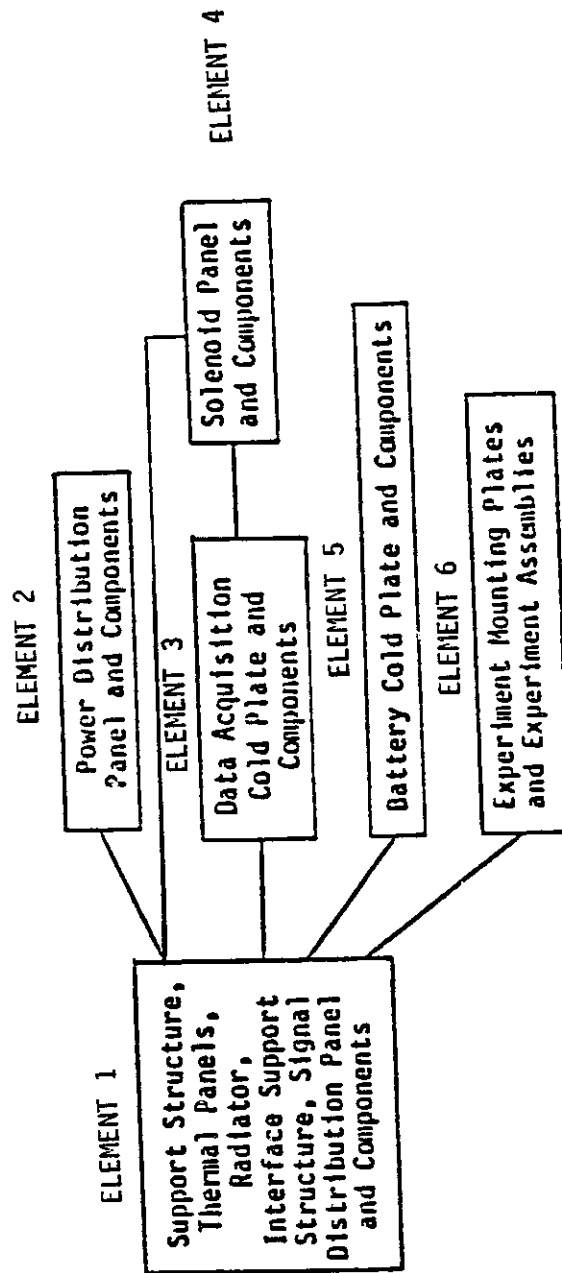 ELEMENT 1
Support Structure,
Thermal Panels,
Radiator,
Interface Support
Structure, Signal
Distribution Panel
and Components
ELEMENT 2
Power Distribution
Panel and Components
ELEMENT 3
Data Acquisition
Cold Plate and
Components
ELEMENT 4
Solenoid Panel
and Components
ELEMENT 5
Battery Cold Plate and Components
ELEMENT 6
Experiment Mounting Plates
and Experiment Assemblies